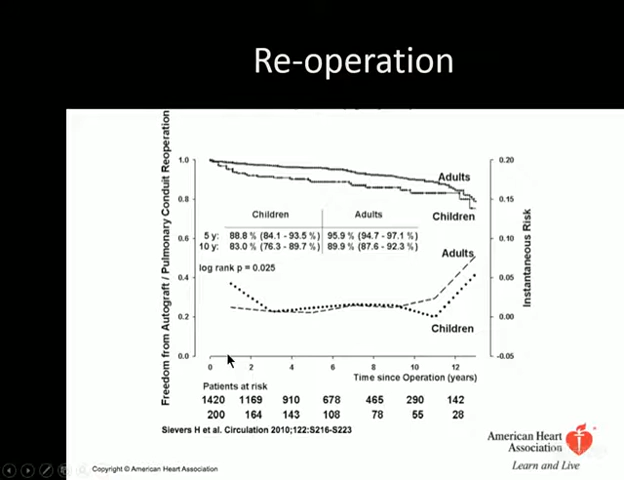 Re-operation
Freedom from Autograft / Pulmonary Conduit Reoperation
1.0
0.8
0.6
0.4
0.2
0.0
Adults
Children
Children Adults
5 y: 88.8 % (84.1 - 93.5 %) 95.9 % (94.7 - 97.1 %)
10 y: 83.0 % (76.3 - 89.7 %) 89.9 % (87.6 - 92.3 %)
log rank p = 0.025
Adults
Children
0.20
0.15
0.10
0.05
0.00
-0.05
Instantaneous Risk
0 2 4 6 8 10 12
Time since Operation (years)
Patients at risk
1420 1169 910 678 465 290 142
200 164 143 108 78 55 28
Sievers H et al. Circulation 2010;122:S216-S223
American Heart
Association
Learn and Live
Copyright © American Heart Association